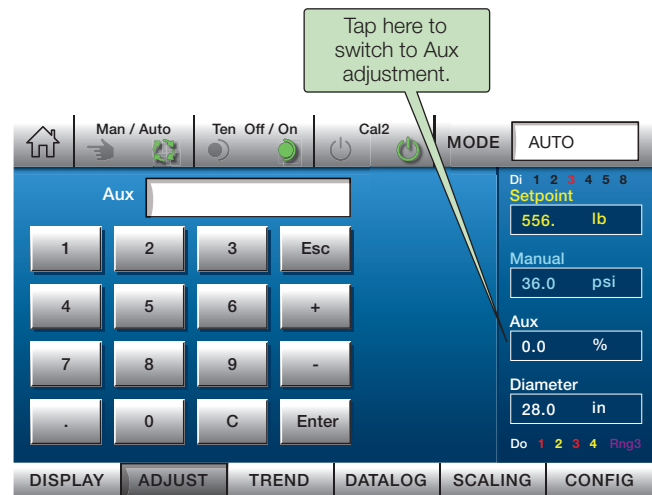 Tap here to
switch to Aux
adjustment.
Man / Auto
Ten Off / On
Cal2
MODE
AUTO
Aux
1 2 3 Esc
4 5 6 +
7 8 9 -
. 0 C Enter
Di 1 2 3 4 5 8
Setpoint
556. lb
Manual
36.0 psi
Aux
0.0 %
Diameter
28.0 in
Do 1 2 3 4 Rng3
DISPLAY ADJUST TREND DATALOG SCALING CONFIG